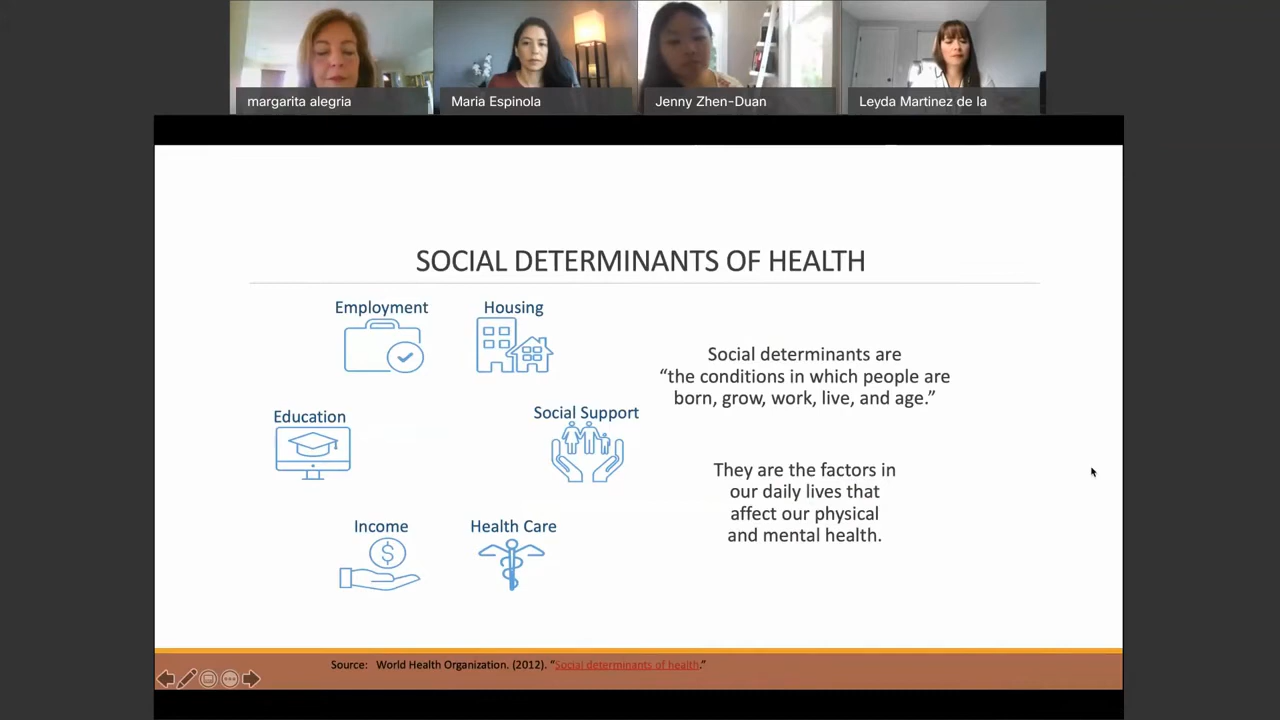 margarita alegria
Maria Espinola
Jenny Zhen-Duan
Leyda Martinez de la
SOCIAL DETERMINANTS OF HEALTH
Employment
Housing
Education
Social Support
Income
Health Care
Social determinants are
“the conditions in which people are
born, grow, work, live, and age.”
They are the factors in
our daily lives that
affect our physical
and mental health.
Source: World Health Organization. (2012). “Social determinants of health.”